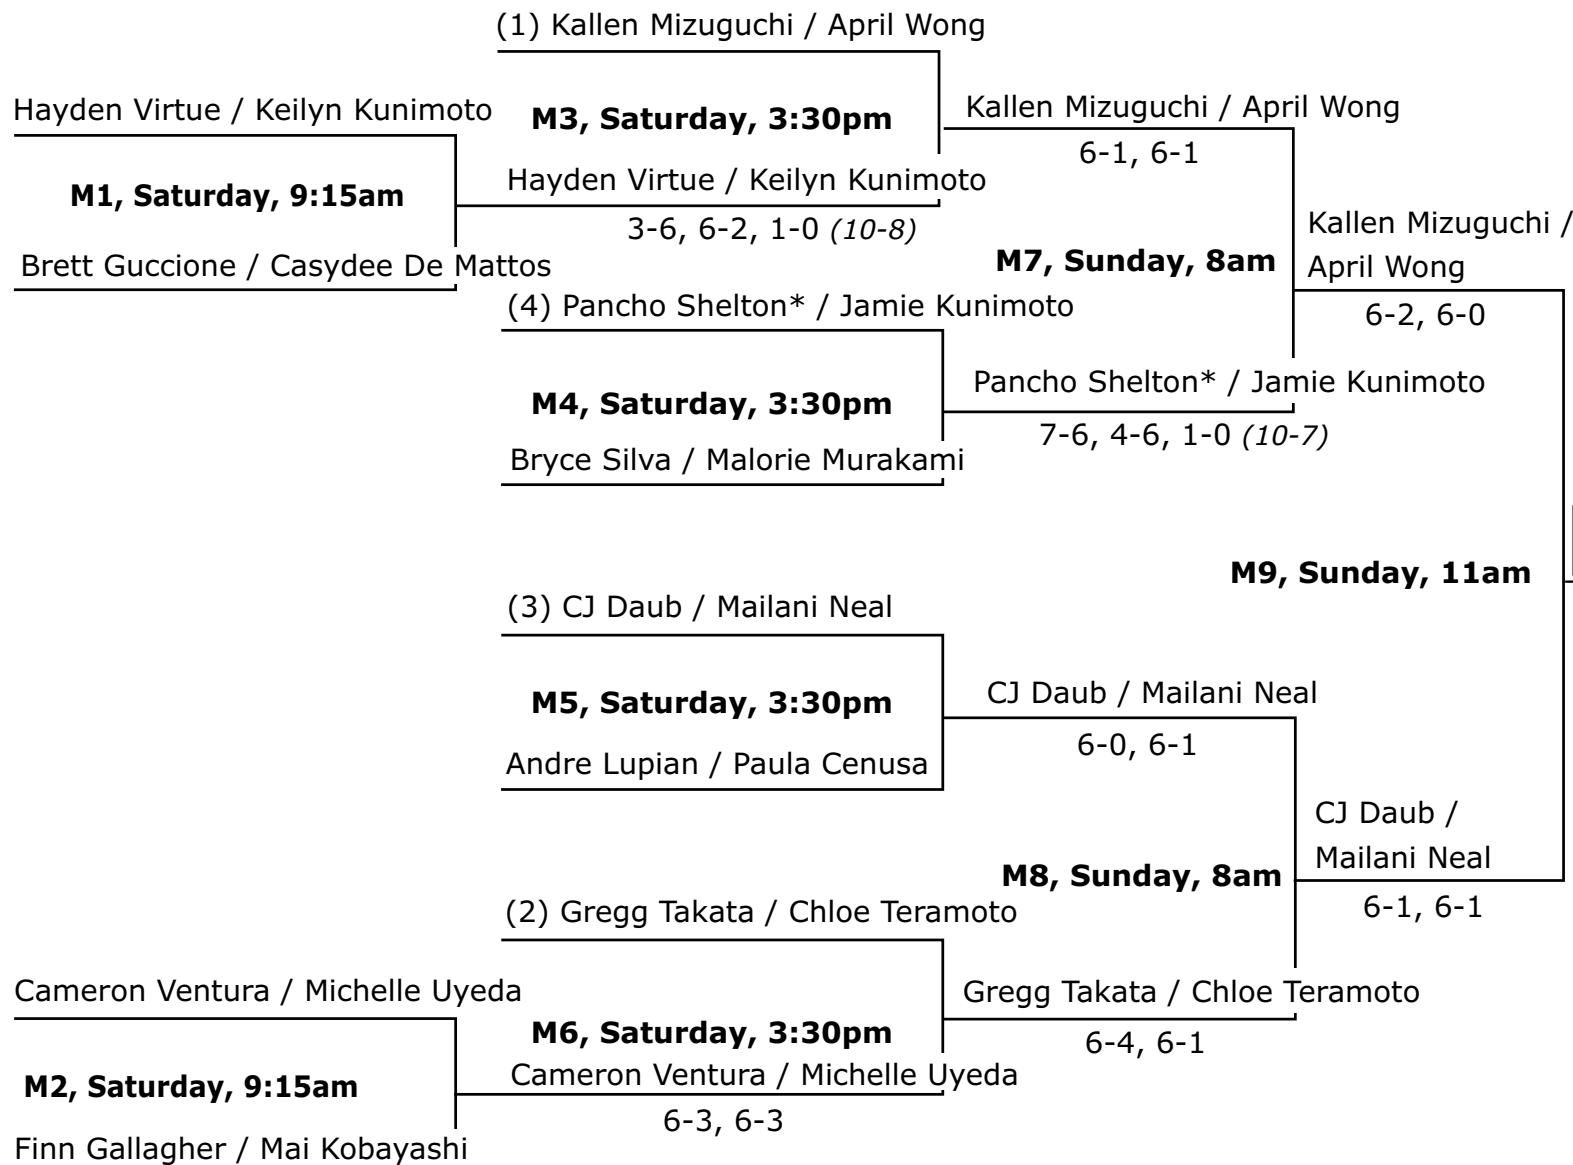 (1) Kallen Mizuguchi / April Wong
Hayden Virtue / Keilyn Kunimoto
M3, Saturday, 3:30pm
Kallen Mizuguchi / April Wong
6-1, 6-1
M1, Saturday, 9:15am
Hayden Virtue / Keilyn Kunimoto
3-6, 6-2, 1-0 (10-8)
Brett Guccione / Casydee De Mattos
M7, Sunday, 8am
Kallen Mizuguchi /
April Wong
6-2, 6-0
(4) Pancho Shelton* / Jamie Kunimoto
M4, Saturday, 3:30pm
Pancho Shelton* / Jamie Kunimoto
7-6, 4-6, 1-0 (10-7)
Bryce Silva / Malorie Murakami
M9, Sunday, 11am
(3) CJ Daub / Mailani Neal
M5, Saturday, 3:30pm
CJ Daub / Mailani Neal
6-0, 6-1
Andre Lupian / Paula Cenusa
CJ Daub /
Mailani Neal
6-1, 6-1
M8, Sunday, 8am
(2) Gregg Takata / Chloe Teramoto
Cameron Ventura / Michelle Uyeda
M6, Saturday, 3:30pm
Gregg Takata / Chloe Teramoto
6-4, 6-1
M2, Saturday, 9:15am
Cameron Ventura / Michelle Uyeda
6-3, 6-3
Finn Gallagher / Mai Kobayashi